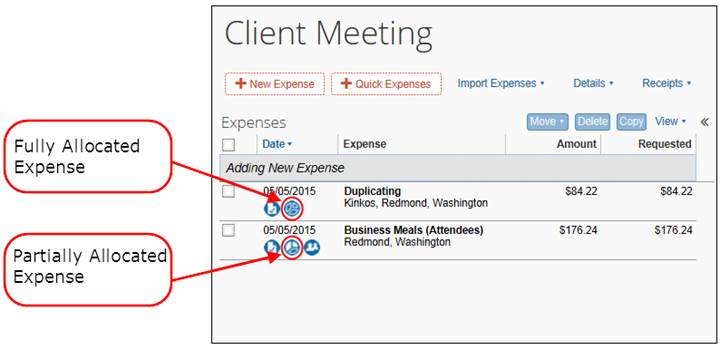 Client Meeting
+ New Expense + Quick Expenses Import Expenses ▾ Details ▾ Receipts ▾
Expenses Move ▾ Delete Copy View ▾ «
Date ▾ Expense Amount Requested
Adding New Expense
Fully Allocated
Expense
05/05/2015 Duplicating $84.22 $84.22
Kinkos, Redmond, Washington
05/05/2015 Business Meals (Attendees) $176.24 $176.24
Redmond, Washington
Partially Allocated
Expense